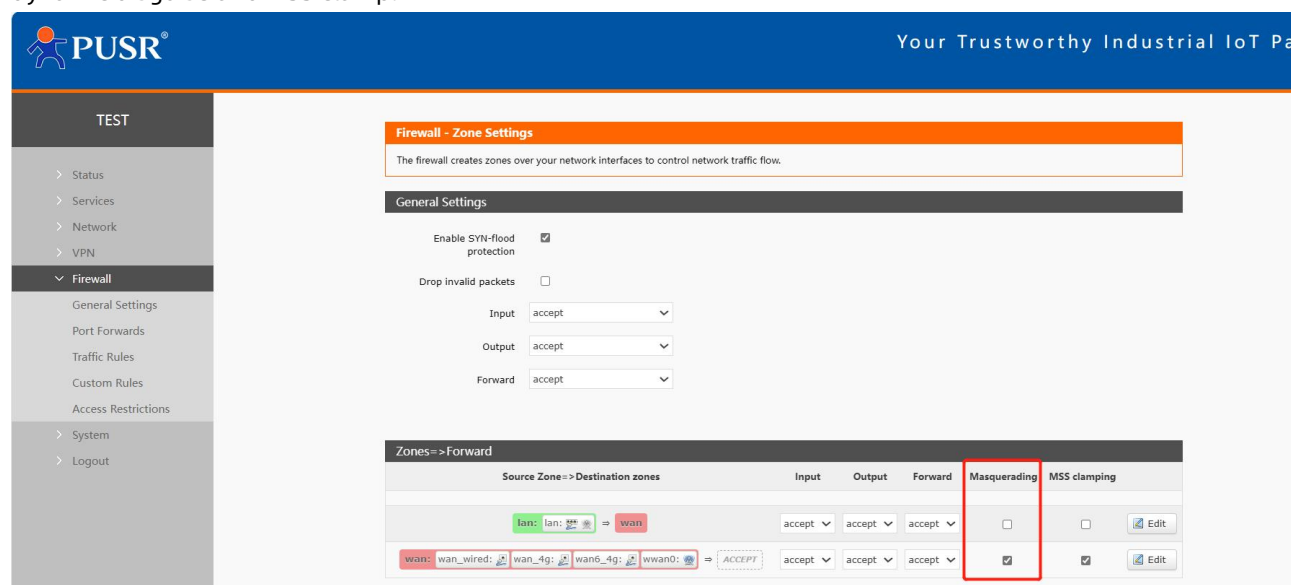 PUSR®
Your Trustworthy Industrial IoT Pa
TEST
Status
Services
Network
VPN
Firewall
General Settings
Port Forwards
Traffic Rules
Custom Rules
Access Restrictions
System
Logout
Firewall - Zone Settings
The firewall creates zones over your network interfaces to control network traffic flow.
General Settings
Enable SYN-flood
protection
Drop invalid packets
Input accept
Output accept
Forward accept
Zones=>Forward
Source Zone=>Destination zones Input Output Forward Masquerading MSS clamping
lan: lan: ⇒ wan accept accept accept Edit
wan: wan_wired: wan_4g: wan6_4g: wwan0: ⇒ ACCEPT accept accept accept Edit